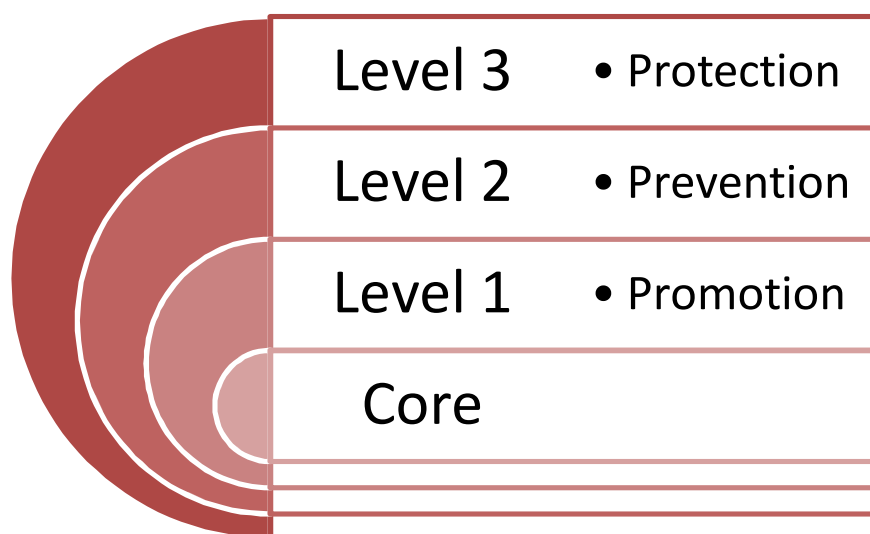 Level 3 • Protection
Level 2 • Prevention
Level 1 • Promotion
Core